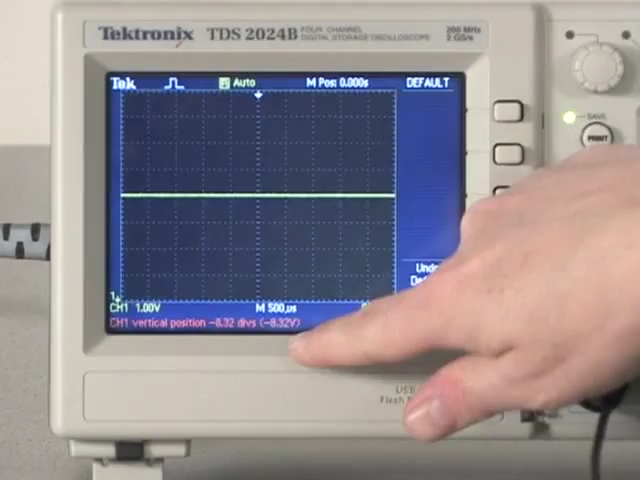 Tektronix TDS 2024B FOUR CHANNEL DIGITAL STORAGE OSCILLOSCOPE 200 MHz 2 GS/s
Tek Auto M Pos: 0.000s DEFAULT
SAVE
PRINT
1
CH1 1.00V M 500µs
CH1 vertical position -8.32 divs (-8.32V)
Flash